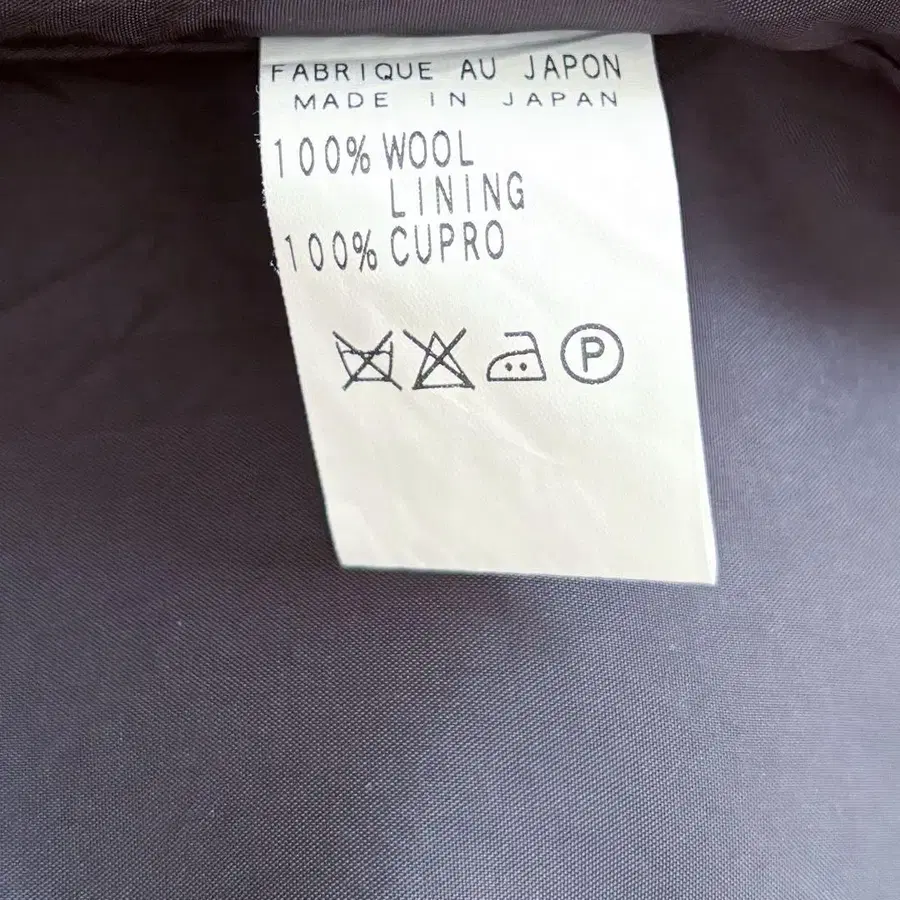 FABRIQUE AU JAPON
MADE IN JAPAN
100% WOOL
LINING
100% CUPRO
P